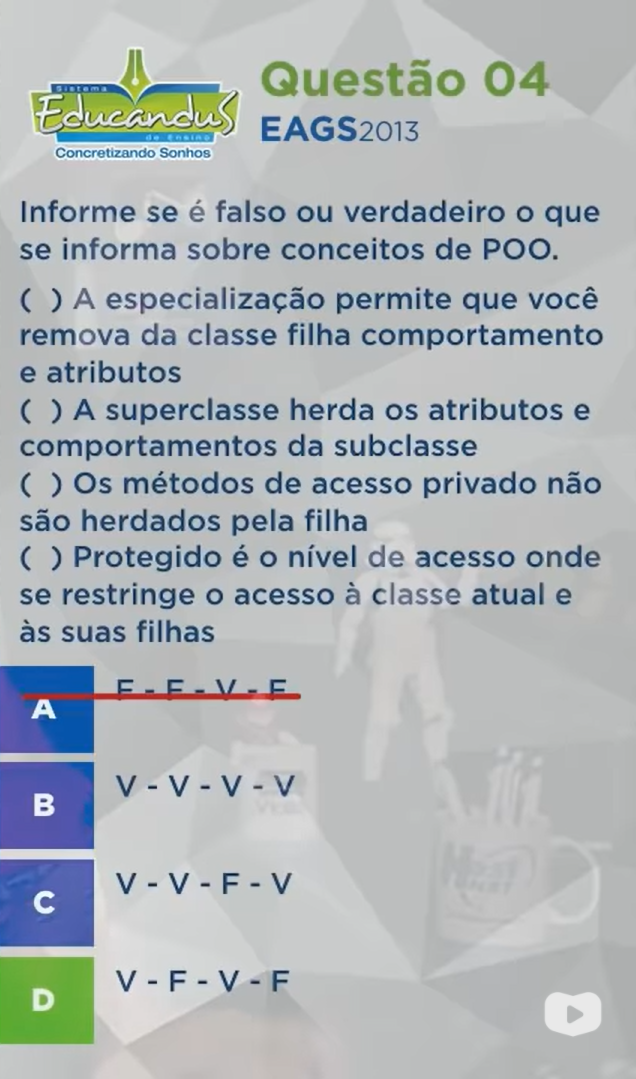 Sistema
Educandus
de Ensino
Concretizando Sonhos
Questão 04
EAGS2013
Informe se é falso ou verdadeiro o que
se informa sobre conceitos de POO.
( ) A especialização permite que você
remova da classe filha comportamento
e atributos
( ) A superclasse herda os atributos e
comportamentos da subclasse
( ) Os métodos de acesso privado não
são herdados pela filha
( ) Protegido é o nível de acesso onde
se restringe o acesso à classe atual e
às suas filhas
A F - F - V - F
B V - V - V - V
C V - V - F - V
D V - F - V - F